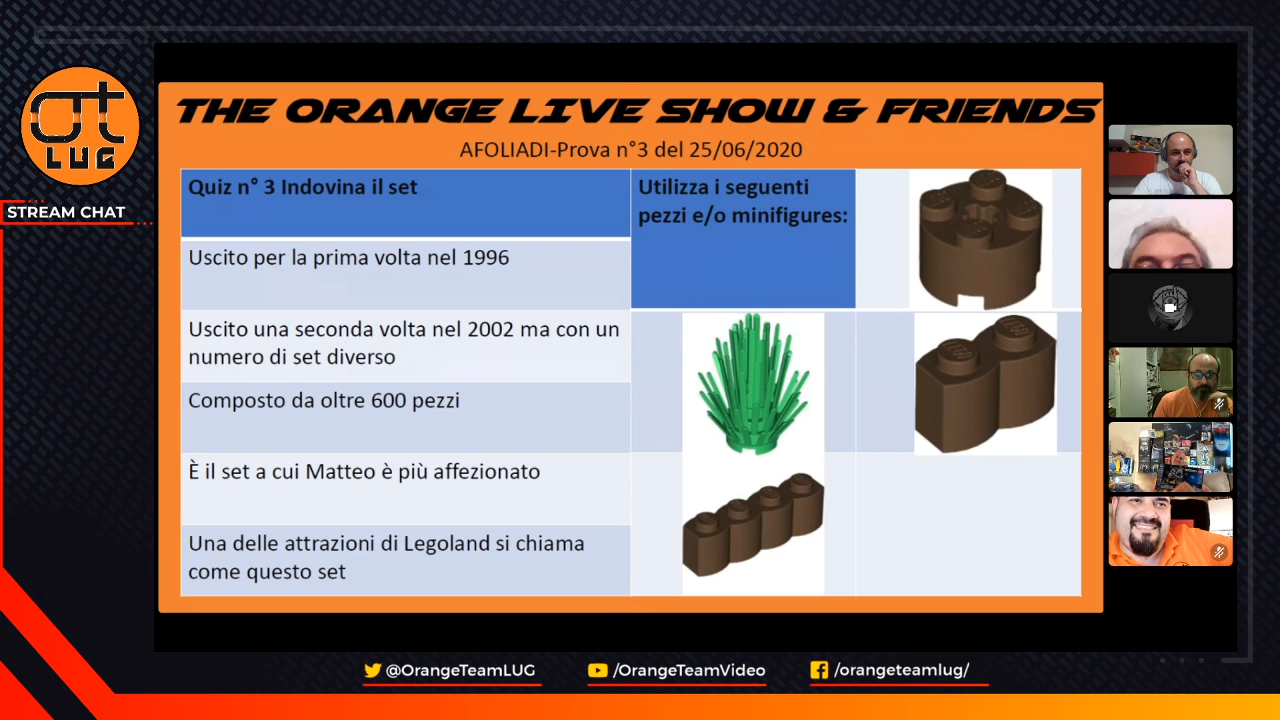 THE ORANGE LIVE SHOW & FRIENDS
AFOLIADI-Prova n°3 del 25/06/2020
Quiz n° 3 Indovina il set
Utilizza i seguenti
pezzi e/o minifigures:
Uscito per la prima volta nel 1996
Uscito una seconda volta nel 2002 ma con un
numero di set diverso
Composto da oltre 600 pezzi
È il set a cui Matteo è più affezionato
Una delle attrazioni di Legoland si chiama
come questo set
ot
LUG
STREAM CHAT
@OrangeTeamLUG
/OrangeTeamVideo
/orangeteamlug/